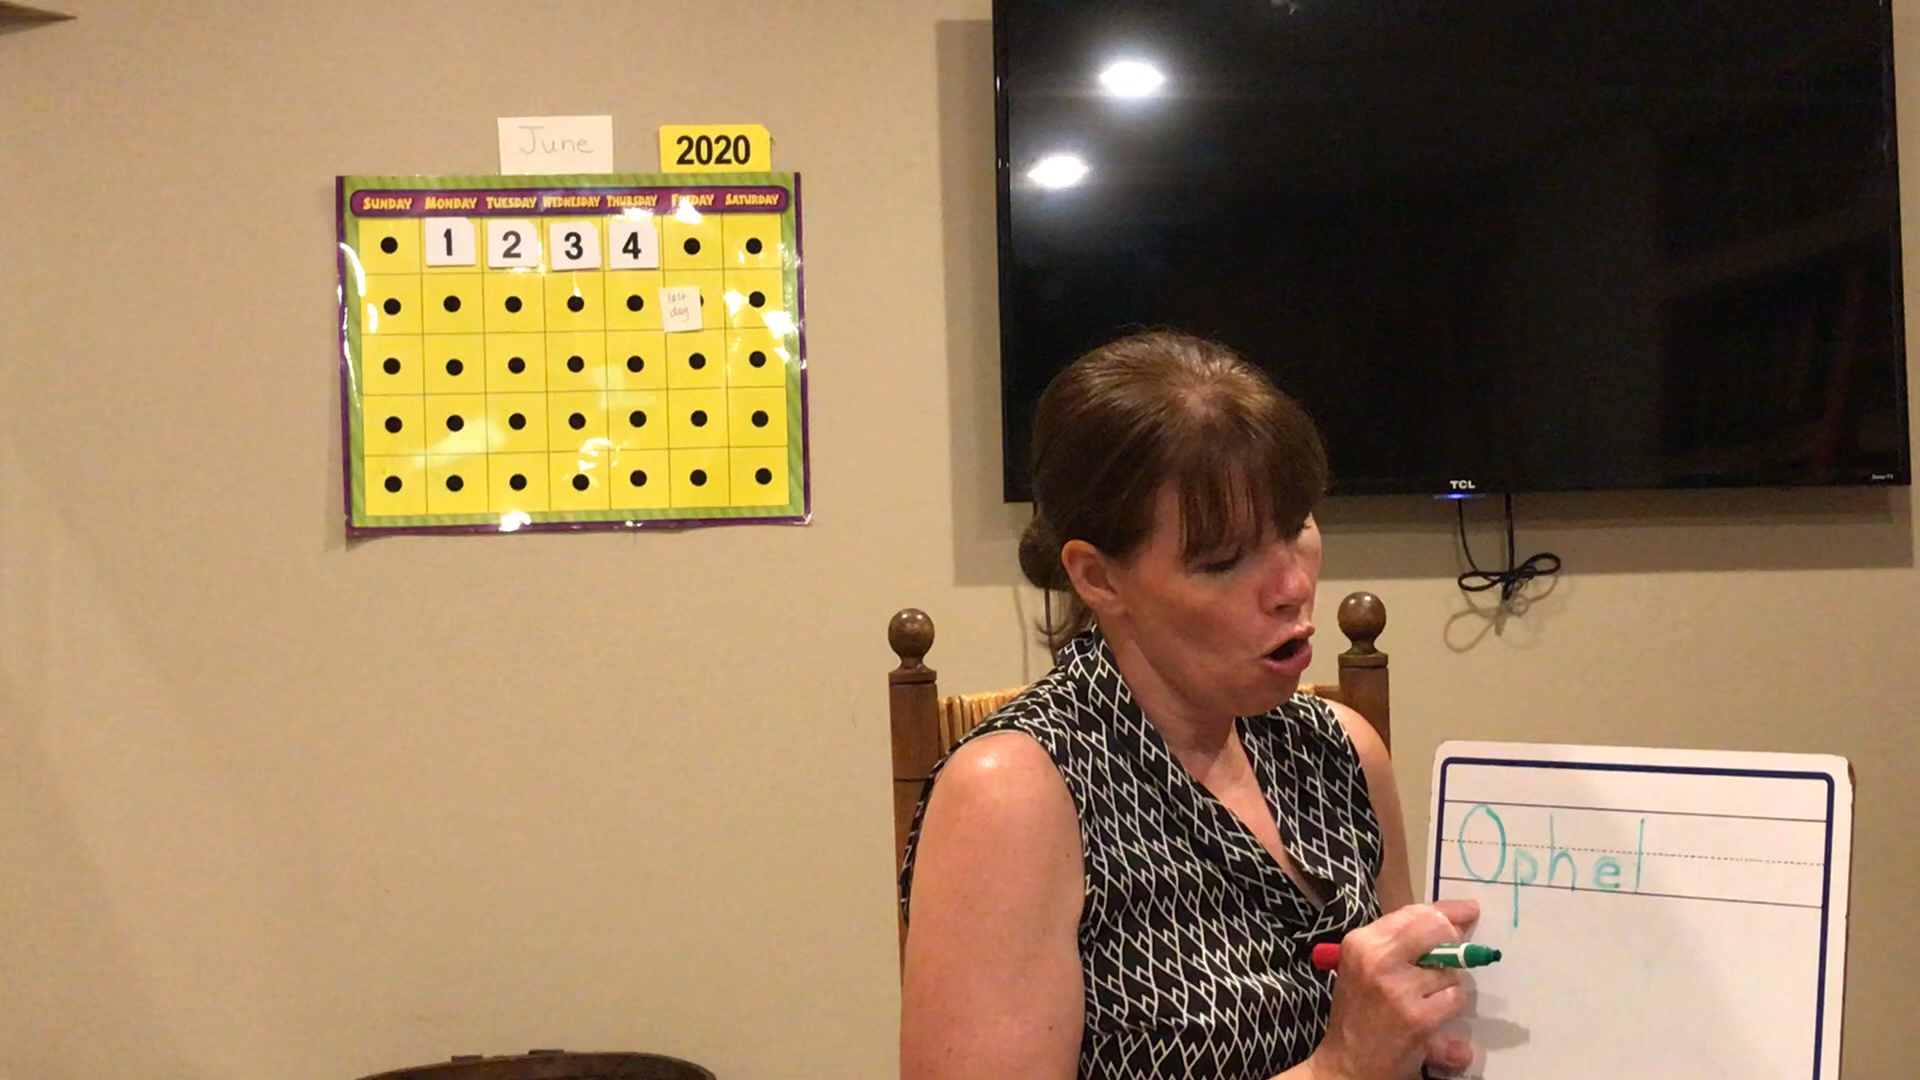 June
2020
SUNDAY MONDAY TUESDAY WEDNESDAY THURSDAY FRIDAY SATURDAY
1 2 3 4
last
day
TCL
Ophel